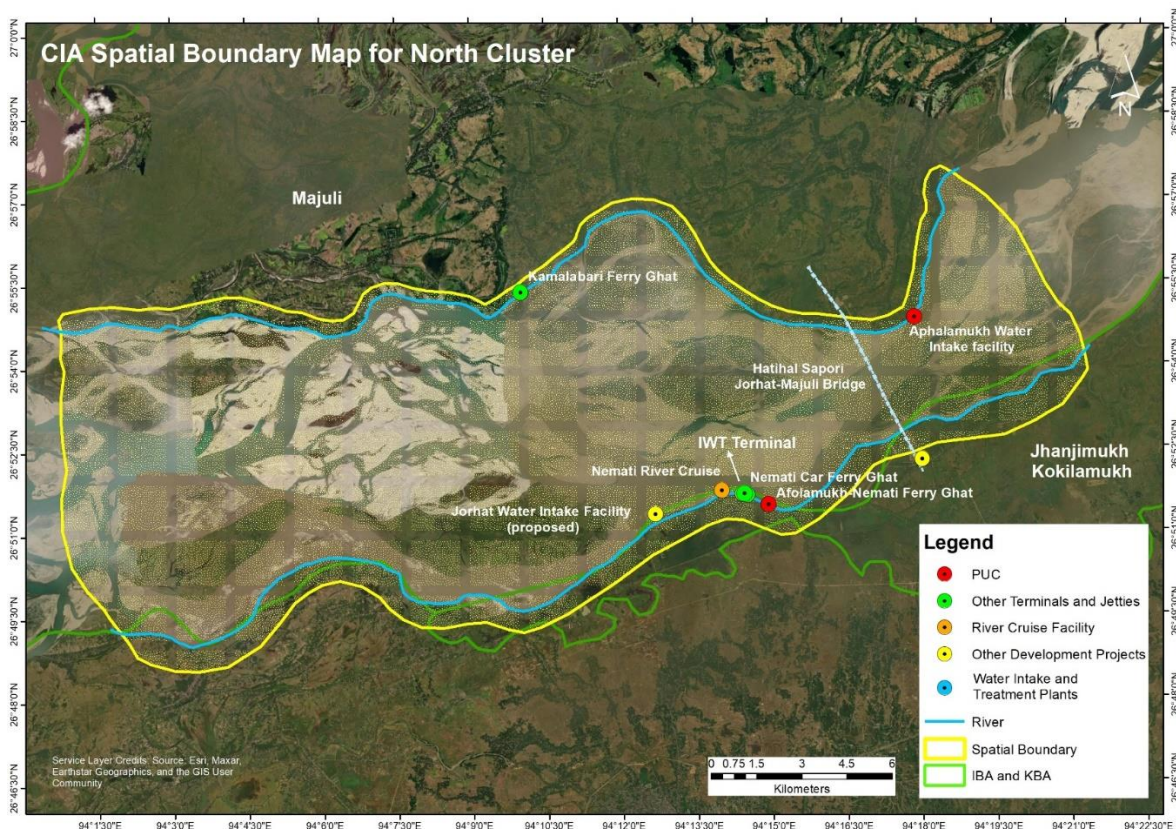 CIA Spatial Boundary Map for North Cluster
N
Majuli
Kamalabari Ferry Ghat
Aphalamukh Water
Intake facility
Hatihal Sapori
Jorhat-Majuli Bridge
IWT Terminal
Nemati River Cruise
Nemati Car Ferry Ghat
Afolamukh-Nemati Ferry Ghat
Jorhat Water Intake Facility
(proposed)
Jhanjimukh
Kokilamukh
Legend
PUC
Other Terminals and Jetties
River Cruise Facility
Other Development Projects
Water Intake and
Treatment Plants
River
Spatial Boundary
IBA and KBA
Service Layer Credits: Source: Esri, Maxar,
Earthstar Geographics, and the GIS User
Community
0 0.75 1.5 3 4.5 6
Kilometers
27°0'0"N
26°58'30"N
26°57'0"N
26°55'30"N
26°54'0"N
26°52'30"N
26°51'0"N
26°49'30"N
26°48'0"N
26°46'30"N
94°1'30"E
94°3'0"E
94°4'30"E
94°6'0"E
94°7'30"E
94°9'0"E
94°10'30"E
94°12'0"E
94°13'30"E
94°15'0"E
94°16'30"E
94°18'0"E
94°19'30"E
94°21'0"E
94°22'30"E